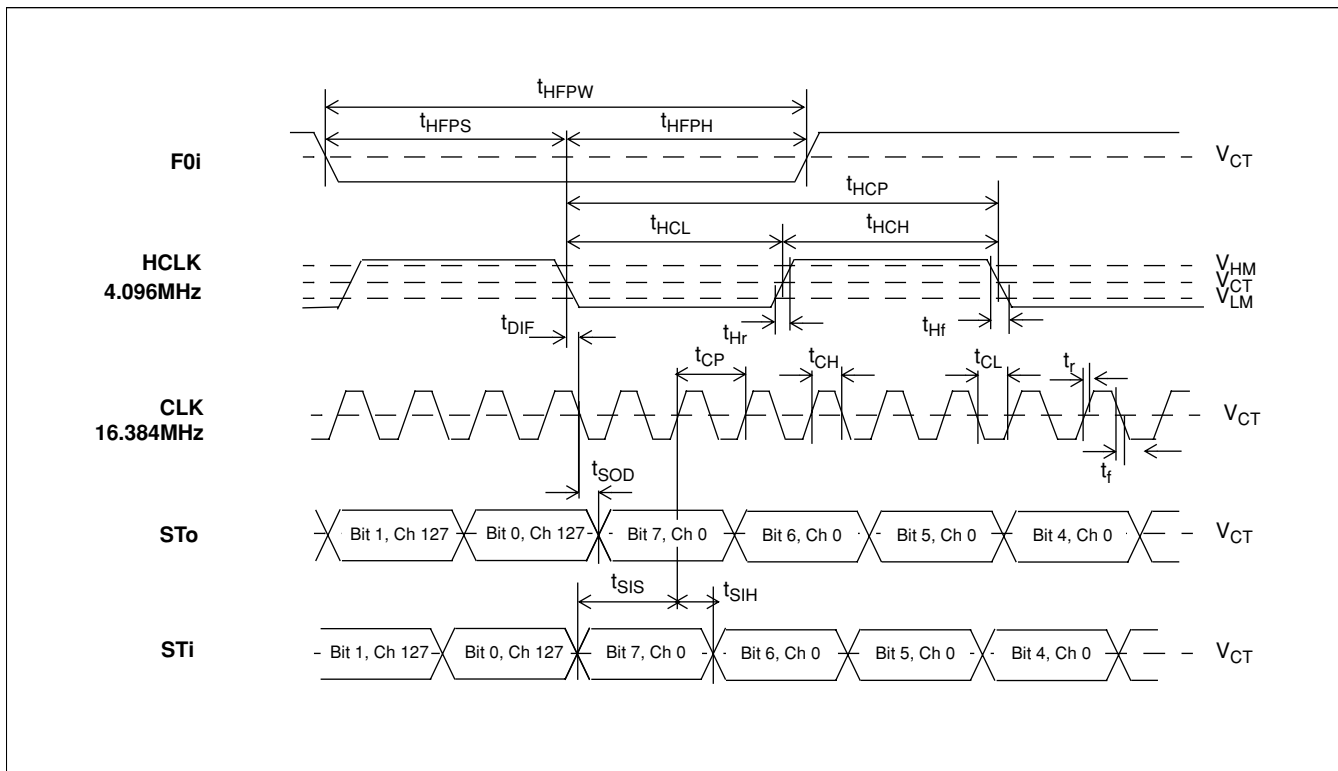 tHFPW
tHFPS tHFPH
F0i VCT
tHCP
tHCL tHCH
HCLK VHM
VCT
4.096MHz VLM
tDIF tHr tHf
tCP tCH tCL tr
CLK VCT
16.384MHz
tSOD tf
STo Bit 1, Ch 127 Bit 0, Ch 127 Bit 7, Ch 0 Bit 6, Ch 0 Bit 5, Ch 0 Bit 4, Ch 0 VCT
tSIS tSIH
STi Bit 1, Ch 127 Bit 0, Ch 127 Bit 7, Ch 0 Bit 6, Ch 0 Bit 5, Ch 0 Bit 4, Ch 0 VCT